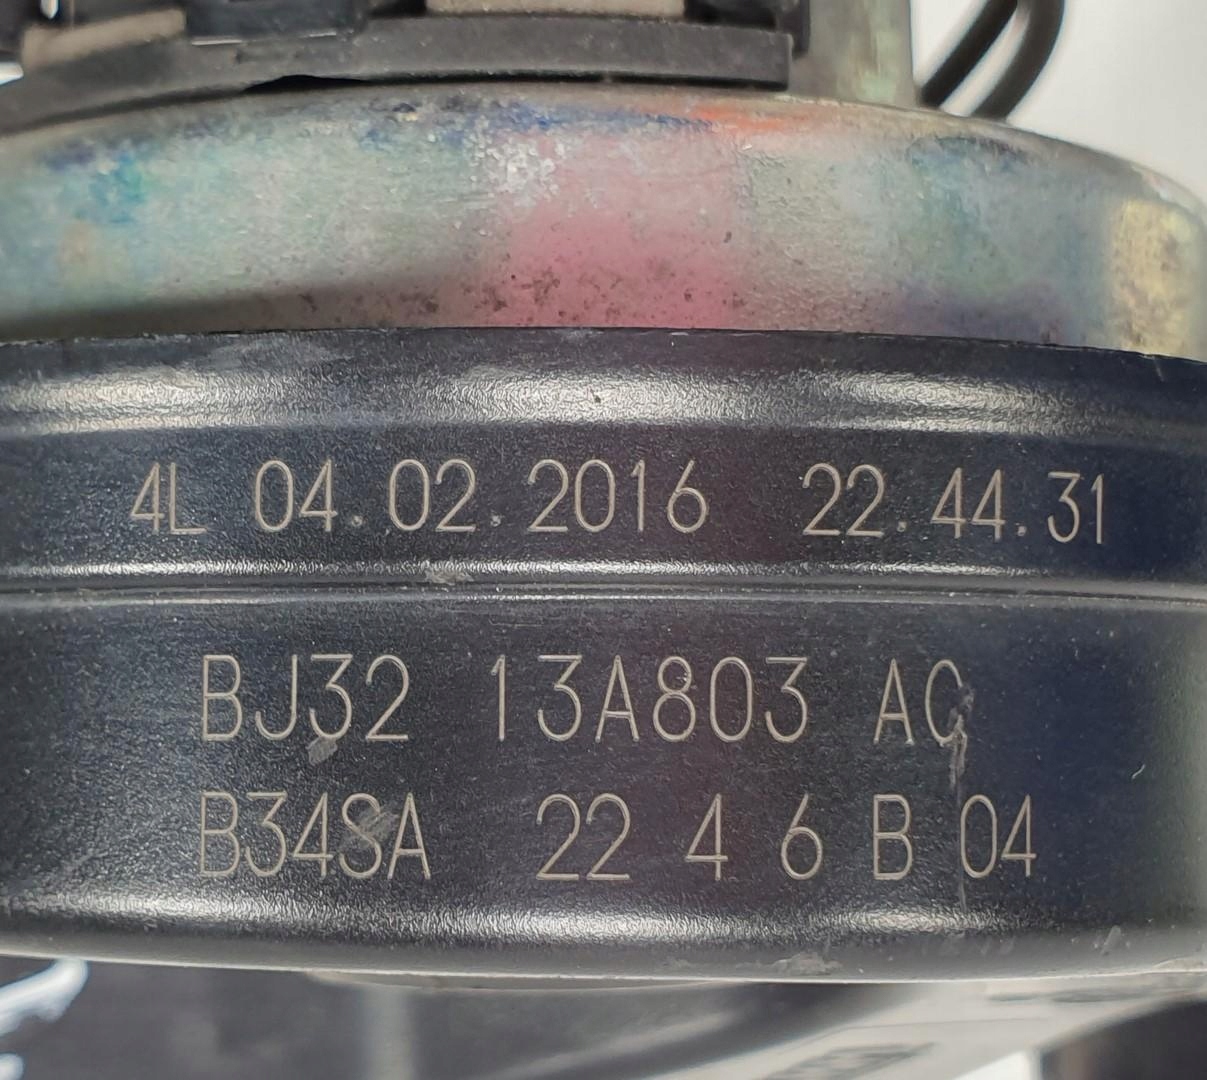 4L 04.02.2016 22.44.31
BJ32 13A803 AC
B34SA 22 4 6 B 04